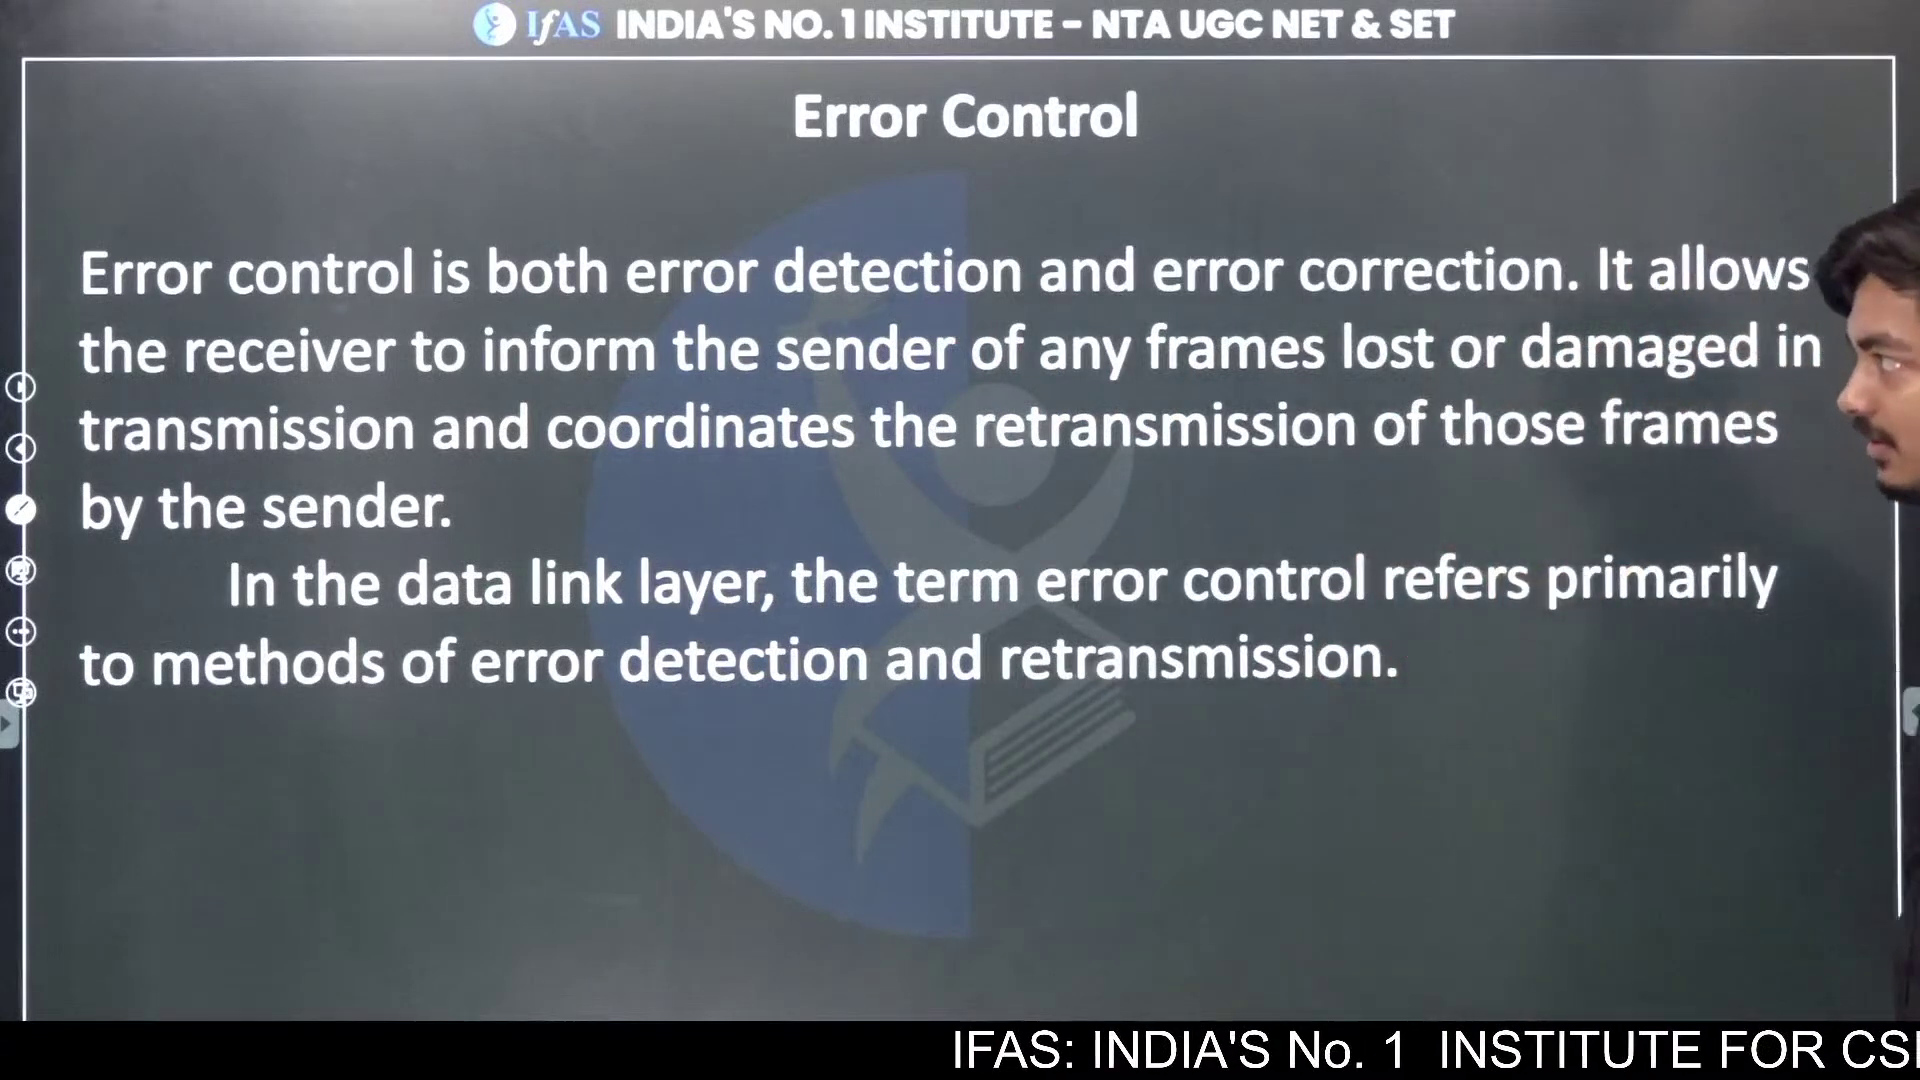 IfAS INDIA'S NO. 1 INSTITUTE - NTA UGC NET & SET
Error Control
Error control is both error detection and error correction. It allows
the receiver to inform the sender of any frames lost or damaged in
transmission and coordinates the retransmission of those frames
by the sender.
In the data link layer, the term error control refers primarily
to methods of error detection and retransmission.
IFAS: INDIA'S No. 1 INSTITUTE FOR